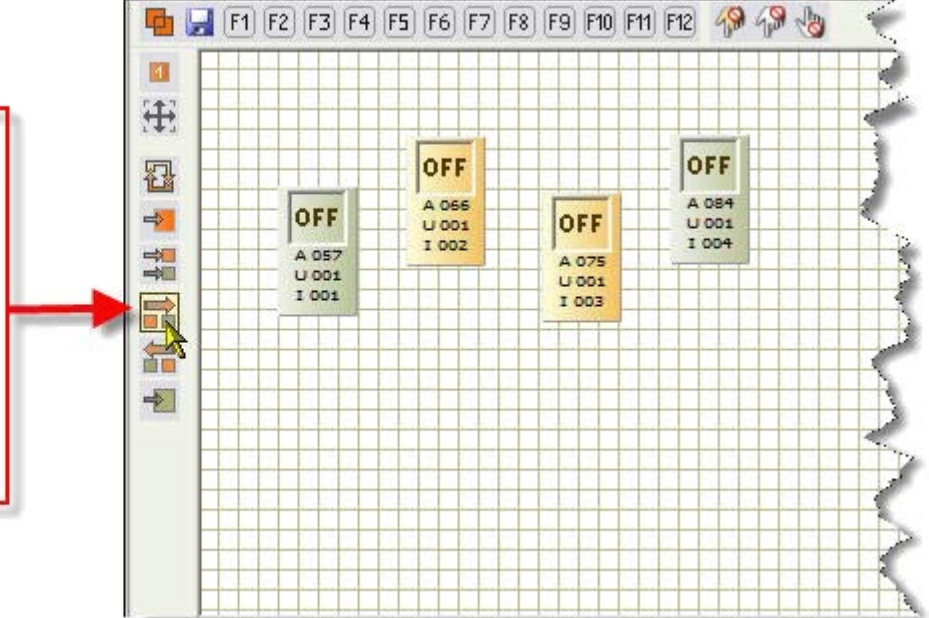 F1 F2 F3 F4 F5 F6 F7 F8 F9 F10 F11 F12
1
OFF
A 057
U 001
I 001
OFF
A 066
U 001
I 002
OFF
A 075
U 001
I 003
OFF
A 084
U 001
I 004